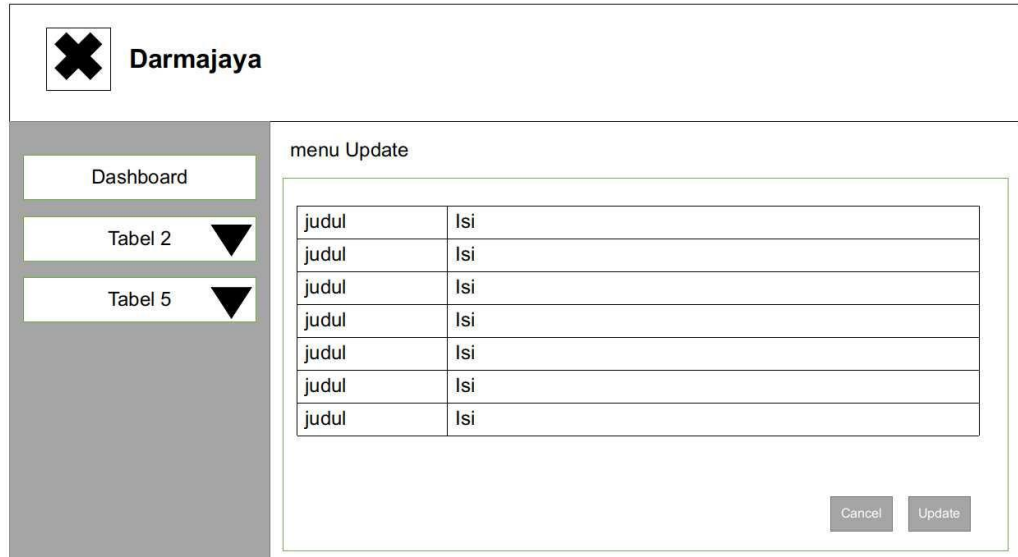 Darmajaya
Dashboard
Tabel 2
Tabel 5
menu Update
judul Isi
judul Isi
judul Isi
judul Isi
judul Isi
judul Isi
judul Isi
Cancel Update